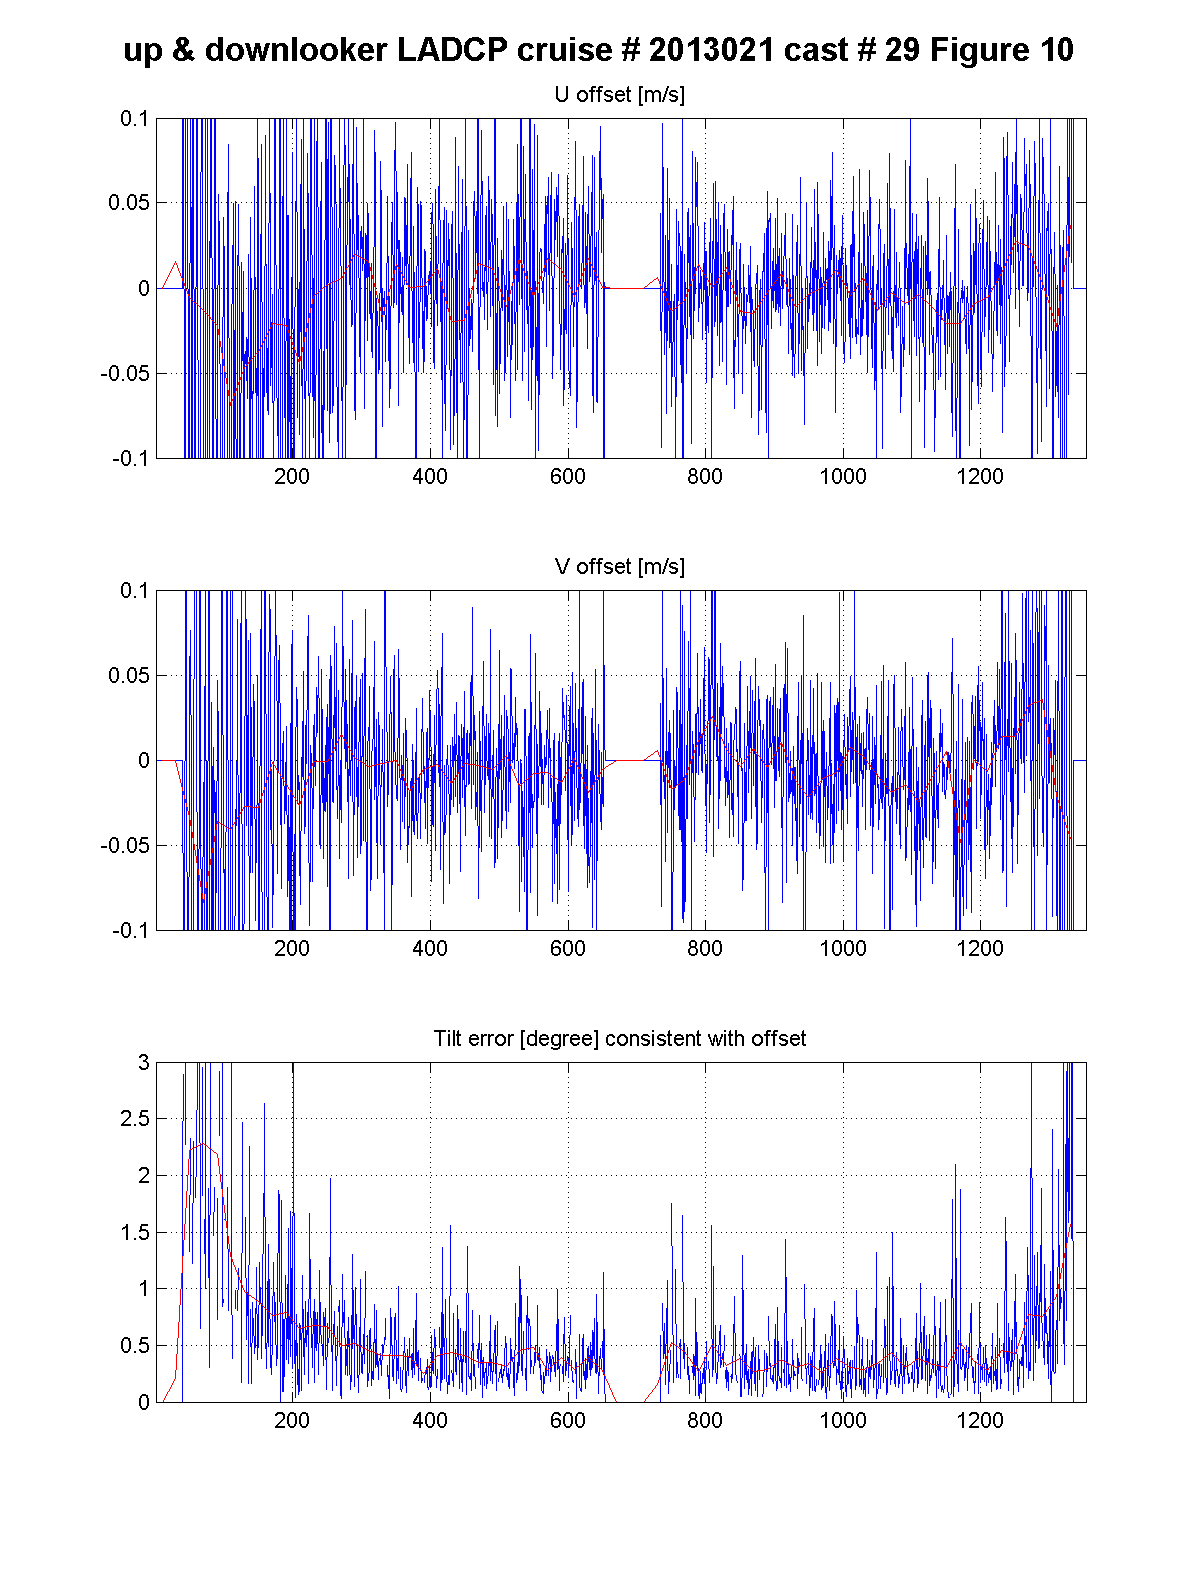 up & downlooker LADCP cruise # 2013021 cast # 29 Figure 10
U offset [m/s]
0.1
0.05
0
-0.05
-0.1
200 400 600 800 1000 1200
V offset [m/s]
0.1
0.05
0
-0.05
-0.1
200 400 600 800 1000 1200
Tilt error [degree] consistent with offset
3
2.5
2
1.5
1
0.5
0
200 400 600 800 1000 1200